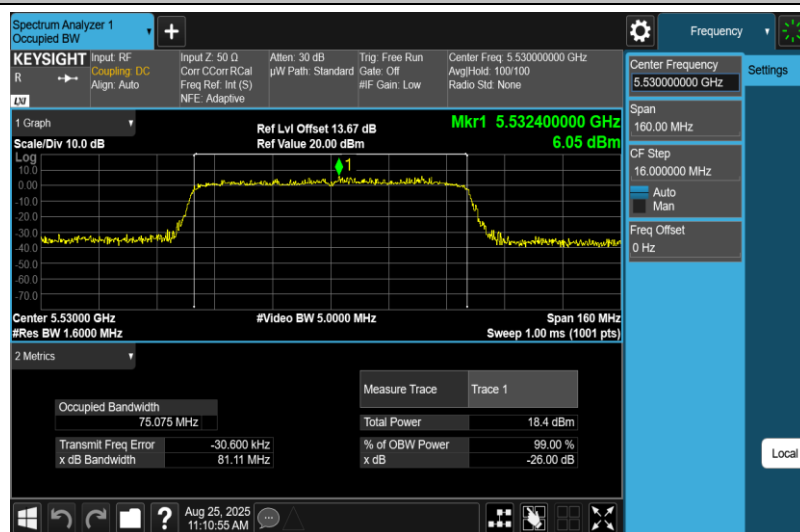 Spectrum Analyzer 1
Occupied BW
+
Frequency
KEYSIGHT
R
LXI
Input: RF
Coupling: DC
Align: Auto
Input Z: 50 Ω
Corr CCorr RCal
Freq Ref: Int (S)
NFE: Adaptive
Atten: 30 dB
µW Path: Standard
Trig: Free Run
Gate: Off
#IF Gain: Low
Center Freq: 5.530000000 GHz
Avg|Hold: 100/100
Radio Std: None
Center Frequency
5.530000000 GHz
Settings
Span
160.00 MHz
CF Step
16.000000 MHz
Auto
Man
Freq Offset
0 Hz
1 Graph
Scale/Div 10.0 dB
Ref Lvl Offset 13.67 dB
Ref Value 20.00 dBm
Mkr1 5.532400000 GHz
6.05 dBm
Log
10.0
0.00
-10.0
-20.0
-30.0
-40.0
-50.0
-60.0
-70.0
1
Center 5.53000 GHz
#Res BW 1.6000 MHz
#Video BW 5.0000 MHz
Span 160 MHz
Sweep 1.00 ms (1001 pts)
2 Metrics
Measure Trace Trace 1
Occupied Bandwidth
75.075 MHz
Total Power 18.4 dBm
Transmit Freq Error -30.600 kHz
% of OBW Power 99.00 %
x dB Bandwidth 81.11 MHz
x dB -26.00 dB
Local
?
Aug 25, 2025
11:10:55 AM